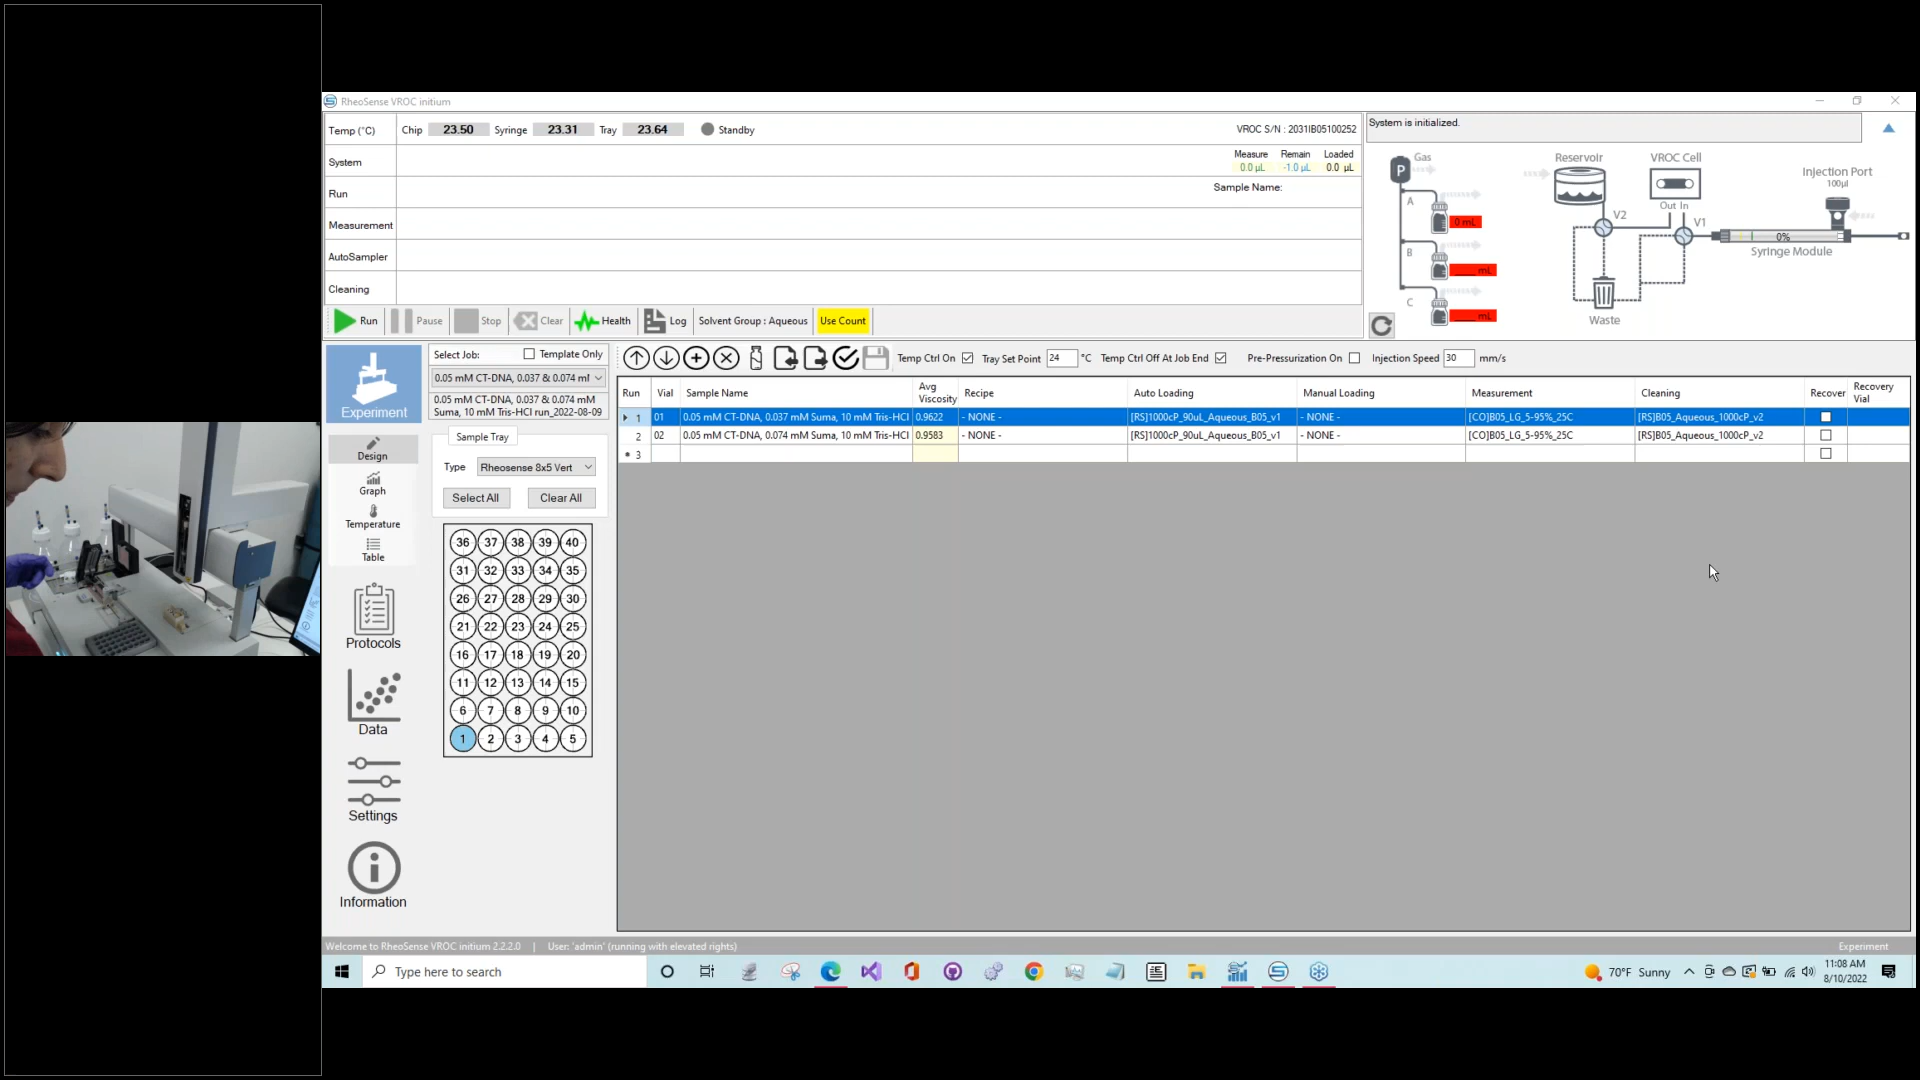 RheoSense VROC initium
Temp (°C) Chip 23.50 Syringe 23.31 Tray 23.64 Standby VROC S/N : 2031IB05100252
System is initialized.
System Measure Remain Loaded
0.0 µL -1.0 µL 0.0 µL
Run Sample Name:
Measurement
AutoSampler
Cleaning
P Gas
A 0 mL
B mL
C mL
Reservoir VROC Cell
Out In
Injection Port
100µl
V2 V1
0%
Syringe Module
Waste
Run Pause Stop Clear Health Log Solvent Group : Aqueous Use Count
Experiment
Design
Graph
Temperature
Table
Protocols
Data
Settings
Information
Select Job: Template Only
0.05 mM CT-DNA, 0.037 & 0.074 ml
0.05 mM CT-DNA, 0.037 & 0.074 mM
Suma, 10 mM Tris-HCl run_2022-08-09
Sample Tray
Type Rheosense 8x5 Vert
Select All Clear All
36 37 38 39 40
31 32 33 34 35
26 27 28 29 30
21 22 23 24 25
16 17 18 19 20
11 12 13 14 15
6 7 8 9 10
1 2 3 4 5
Temp Ctrl On Tray Set Point 24 °C Temp Ctrl Off At Job End Pre-Pressurization On Injection Speed 30 mm/s
Run Vial Sample Name Avg Viscosity Recipe Auto Loading Manual Loading Measurement Cleaning Recover Recovery Vial
1 01 0.05 mM CT-DNA, 0.037 mM Suma, 10 mM Tris-HCl 0.9622 - NONE - [RS]1000cP_90uL_Aqueous_B05_v1 - NONE - [CO]B05_LG_5-95%_25C [RS]B05_Aqueous_1000cP_v2
2 02 0.05 mM CT-DNA, 0.074 mM Suma, 10 mM Tris-HCl 0.9583 - NONE - [RS]1000cP_90uL_Aqueous_B05_v1 - NONE - [CO]B05_LG_5-95%_25C [RS]B05_Aqueous_1000cP_v2
3
Welcome to RheoSense VROC initium 2.2.2.0 | User: 'admin' (running with elevated rights) Experiment
Type here to search
70°F Sunny
11:08 AM
8/10/2022